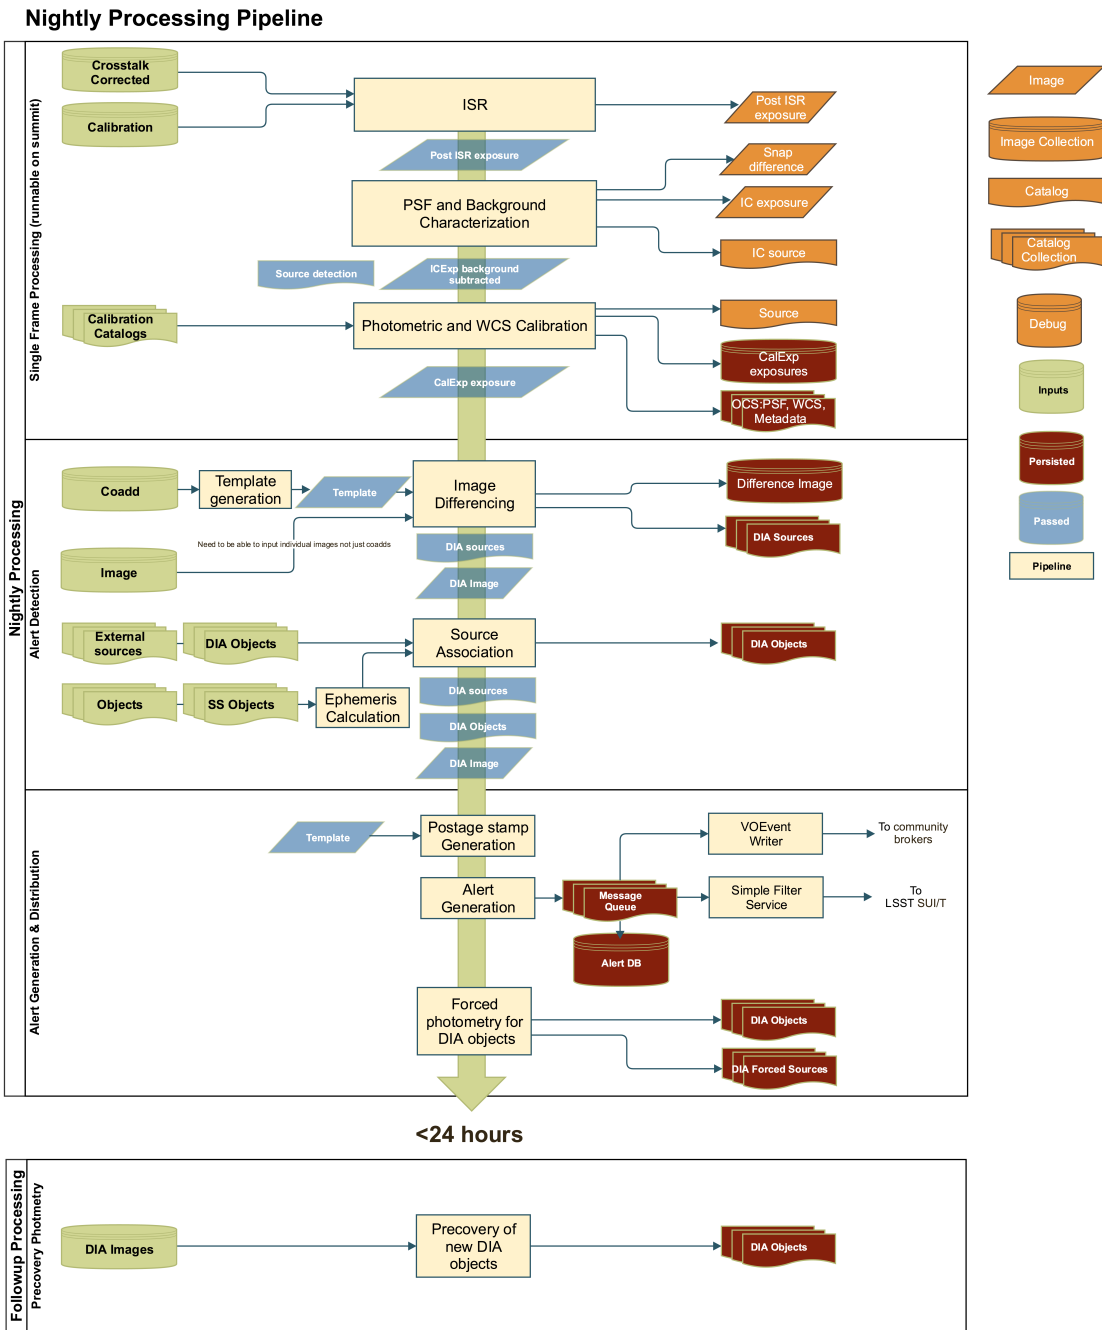 Nightly Processing Pipeline
Nightly Processing
Single Frame Processing (runnable on summit)
Crosstalk
Corrected
Calibration
ISR
Post ISR
exposure
Post ISR exposure
Snap
difference
PSF and Background
Characterization
IC exposure
IC source
Source detection
ICExp background
subtracted
Calibration
Catalogs
Photometric and WCS Calibration
Source
CalExp
exposures
CalExp exposure
OCS:PSF, WCS,
Metadata
Alert Detection
Coadd
Template
generation
Template
Image
Differencing
Difference Image
DIA Sources
Need to be able to input individual images not just coadds
Image
DIA sources
DIA Image
External
sources
DIA Objects
Source
Association
DIA Objects
Objects
SS Objects
Ephemeris
Calculation
DIA sources
DIA Objects
DIA Image
Alert Generation & Distribution
Template
Postage stamp
Generation
VOEvent
Writer
To community
brokers
Alert
Generation
Message
Queue
Simple Filter
Service
To
LSST SUI/T
Alert DB
Forced
photometry for
DIA objects
DIA Objects
DIA Forced Sources
<24 hours
Followup Processing
Precovery Photmetry
DIA Images
Precovery of
new DIA
objects
DIA Objects
Image
Image Collection
Catalog
Catalog
Collection
Debug
Inputs
Persisted
Passed
Pipeline